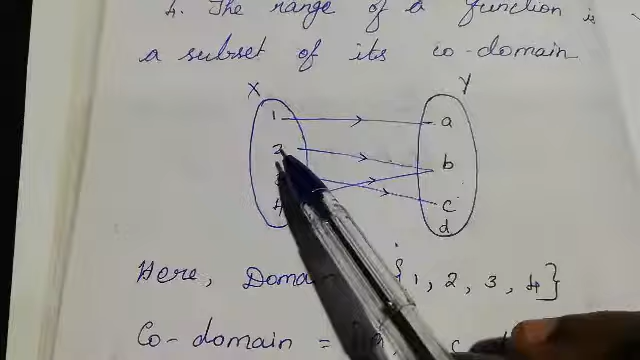 4. The range of a function is
a subset of its co-domain
X Y
1 a
2 b
c
4 d
Here, Domain {1, 2, 3, 4}
Co-domain = c